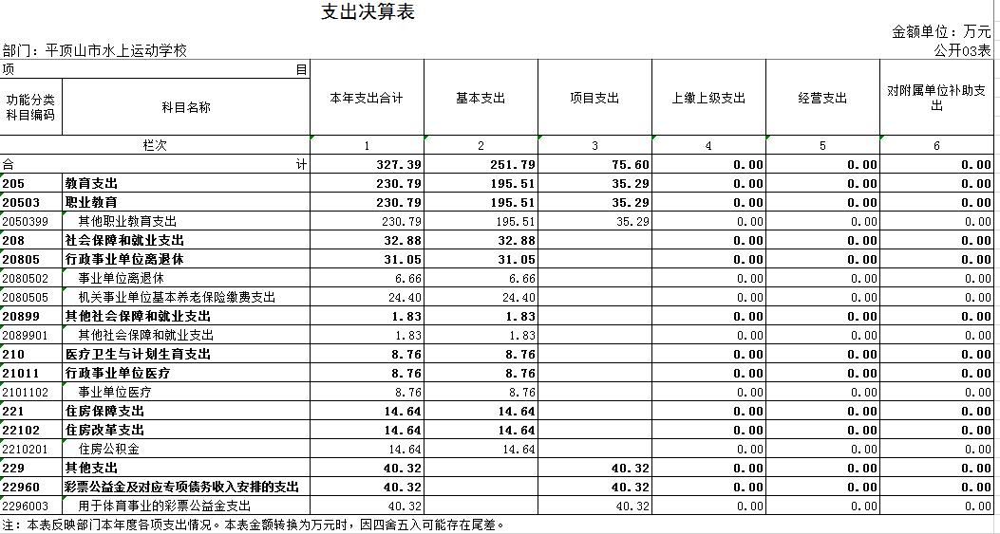 支出决算表
金额单位：万元
部门：平顶山市水上运动学校 公开03表
项 目 本年支出合计 基本支出 项目支出 上缴上级支出 经营支出 对附属单位补助支出
功能分类科目编码 科目名称
栏次 1 2 3 4 5 6
合 计 327.39 251.79 75.60 0.00 0.00 0.00
205 教育支出 230.79 195.51 35.29 0.00 0.00 0.00
20503 职业教育 230.79 195.51 35.29 0.00 0.00 0.00
2050399 其他职业教育支出 230.79 195.51 35.29 0.00 0.00 0.00
208 社会保障和就业支出 32.88 32.88 0.00 0.00 0.00
20805 行政事业单位离退休 31.05 31.05 0.00 0.00 0.00
2080502 事业单位离退休 6.66 6.66 0.00 0.00 0.00
2080505 机关事业单位基本养老保险缴费支出 24.40 24.40 0.00 0.00 0.00
20899 其他社会保障和就业支出 1.83 1.83 0.00 0.00 0.00
2089901 其他社会保障和就业支出 1.83 1.83 0.00 0.00 0.00
210 医疗卫生与计划生育支出 8.76 8.76 0.00 0.00 0.00
21011 行政事业单位医疗 8.76 8.76 0.00 0.00 0.00
2101102 事业单位医疗 8.76 8.76 0.00 0.00 0.00
221 住房保障支出 14.64 14.64 0.00 0.00 0.00
22102 住房改革支出 14.64 14.64 0.00 0.00 0.00
2210201 住房公积金 14.64 14.64 0.00 0.00 0.00
229 其他支出 40.32 40.32 0.00 0.00 0.00
22960 彩票公益金及对应专项债务收入安排的支出 40.32 40.32 0.00 0.00 0.00
2296003 用于体育事业的彩票公益金支出 40.32 40.32 0.00 0.00 0.00
注：本表反映部门本年度各项支出情况。本表金额转换为万元时，因四舍五入可能存在尾差。